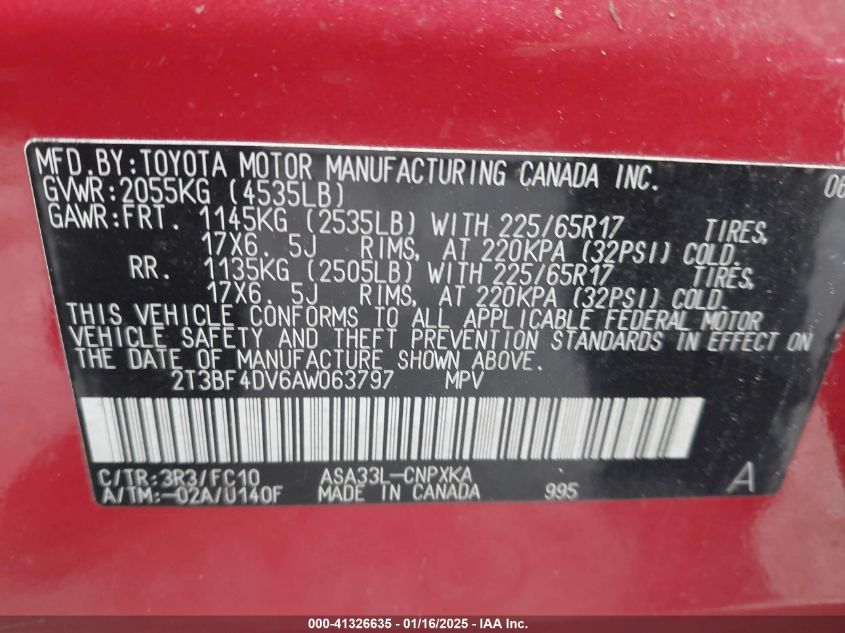 MFD.BY:TOYOTA MOTOR MANUFACTURING CANADA INC. 08
GVWR:2055KG (4535LB)
GAWR:FRT. 1145KG (2535LB) WITH 225/65R17 TIRES,
17X6. 5J RIMS, AT 220KPA (32PSI) COLD.
RR. 1135KG (2505LB) WITH 225/65R17 TIRES,
17X6. 5J RIMS, AT 220KPA (32PSI) COLD.
THIS VEHICLE CONFORMS TO ALL APPLICABLE FEDERAL MOTOR
VEHICLE SAFETY AND THEFT PREVENTION STANDARDS IN EFFECT ON
THE DATE OF MANUFACTURE SHOWN ABOVE.
2T3BF4DV6AW063797 MPV
C/TR:3R3/FC10 ASA33L-CNPXKA
A/TM:-02A/U140F MADE IN CANADA 995 A
000-41326635 - 01/16/2025 - IAA Inc.